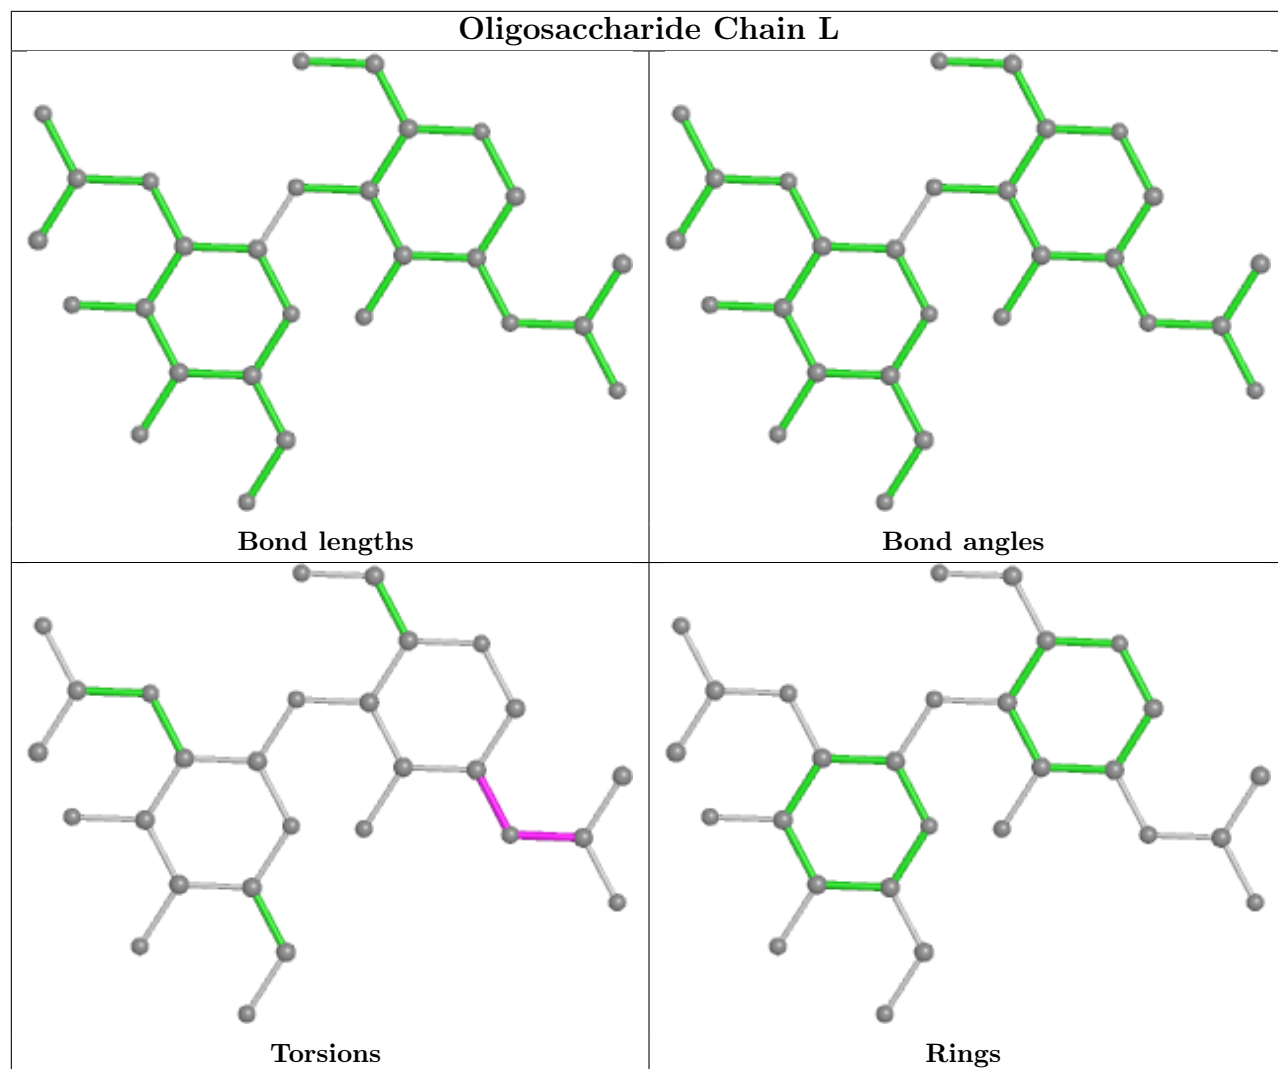 Oligosaccharide Chain L
Bond lengths
Bond angles
Torsions
Rings